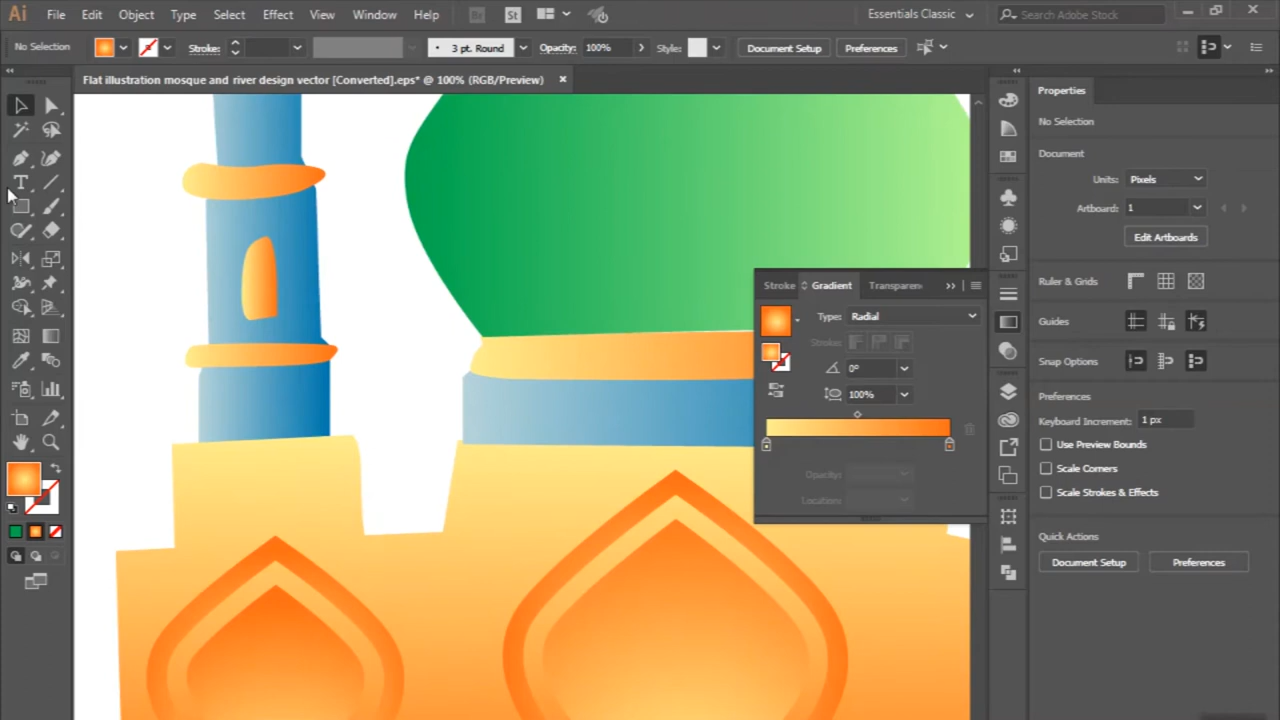 Ai File Edit Object Type Select Effect View Window Help Br St Essentials Classic Search Adobe Stock
No Selection Stroke: 3 pt. Round Opacity: 100% Style: Document Setup Preferences
Flat illustration mosque and river design vector [Converted].eps* @ 100% (RGB/Preview)
Properties
No Selection
Document
Units: Pixels
Artboard: 1
Edit Artboards
Ruler & Grids
Guides
Snap Options
Preferences
Keyboard Increment: 1 px
Use Preview Bounds
Scale Corners
Scale Strokes & Effects
Quick Actions
Document Setup Preferences
Stroke Gradient Transparen
Type: Radial
Stroke:
0°
100%
Opacity:
Location: